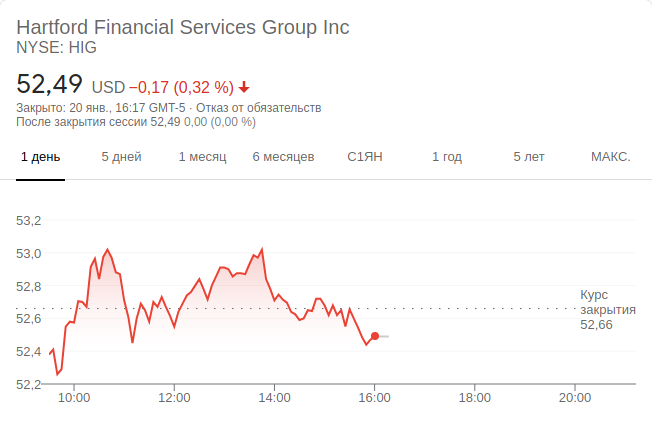 Hartford Financial Services Group Inc
NYSE: HIG
52,49 USD −0,17 (0,32 %)
Закрыто: 20 янв., 16:17 GMT-5 · Отказ от обязательств
После закрытия сессии 52,49 0,00 (0,00 %)
1 день 5 дней 1 месяц 6 месяцев С1ЯН 1 год 5 лет МАКС.
53,2
53,0
52,8
52,6
52,4
52,2
Курс
закрытия
52,66
10:00 12:00 14:00 16:00 18:00 20:00